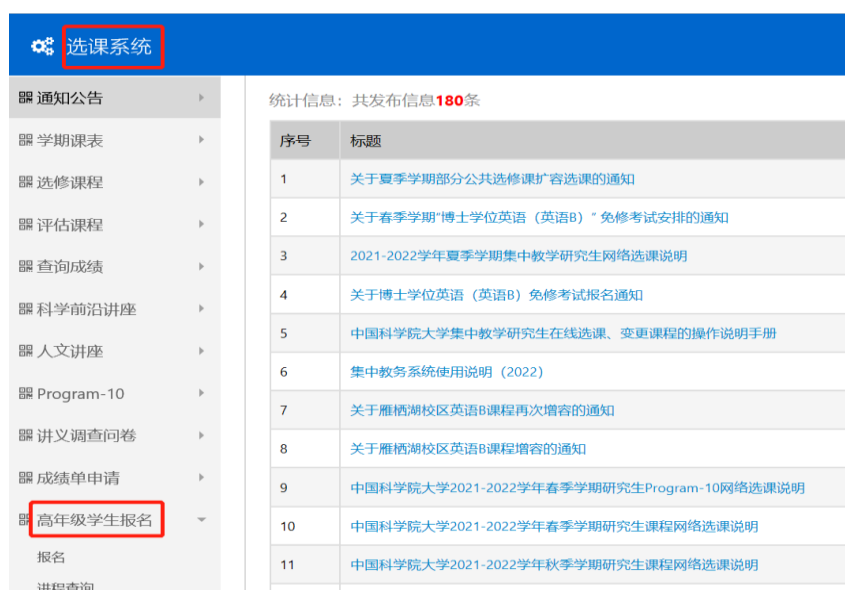 选课系统
通知公告
学期课表
选修课程
评估课程
查询成绩
科学前沿讲座
人文讲座
Program-10
讲义调查问卷
成绩单申请
高年级学生报名
报名
进程查询
统计信息：共发布信息180条
序号 标题
1 关于夏季学期部分公共选修课扩容选课的通知
2 关于春季学期“博士学位英语（英语B）” 免修考试安排的通知
3 2021-2022学年夏季学期集中教学研究生网络选课说明
4 关于博士学位英语（英语B）免修考试报名通知
5 中国科学院大学集中教学研究生在线选课、变更课程的操作说明手册
6 集中教务系统使用说明（2022）
7 关于雁栖湖校区英语B课程再次增容的通知
8 关于雁栖湖校区英语B课程增容的通知
9 中国科学院大学2021-2022学年春季学期研究生Program-10网络选课说明
10 中国科学院大学2021-2022学年春季学期研究生课程网络选课说明
11 中国科学院大学2021-2022学年秋季学期研究生课程网络选课说明